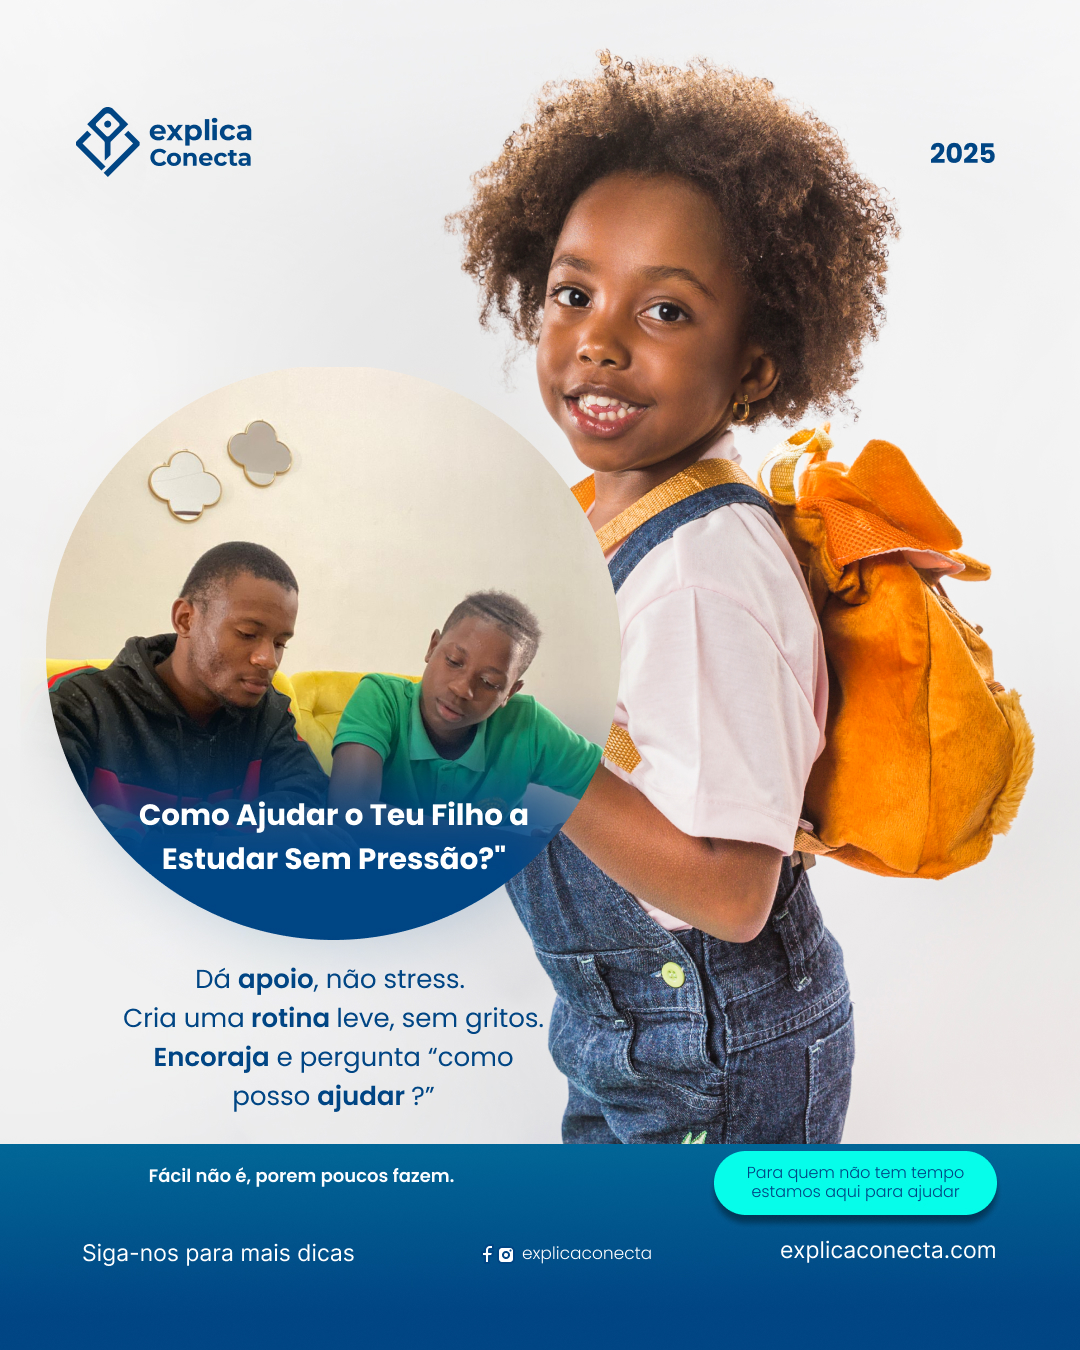 explica
Conecta
2025
Como Ajudar o Teu Filho a
Estudar Sem Pressão?"
Dá apoio, não stress.
Cria uma rotina leve, sem gritos.
Encoraja e pergunta “como
posso ajudar ?”
Fácil não é, porem poucos fazem.
Para quem não tem tempo
estamos aqui para ajudar
Siga-nos para mais dicas
explicaconecta
explicaconecta.com